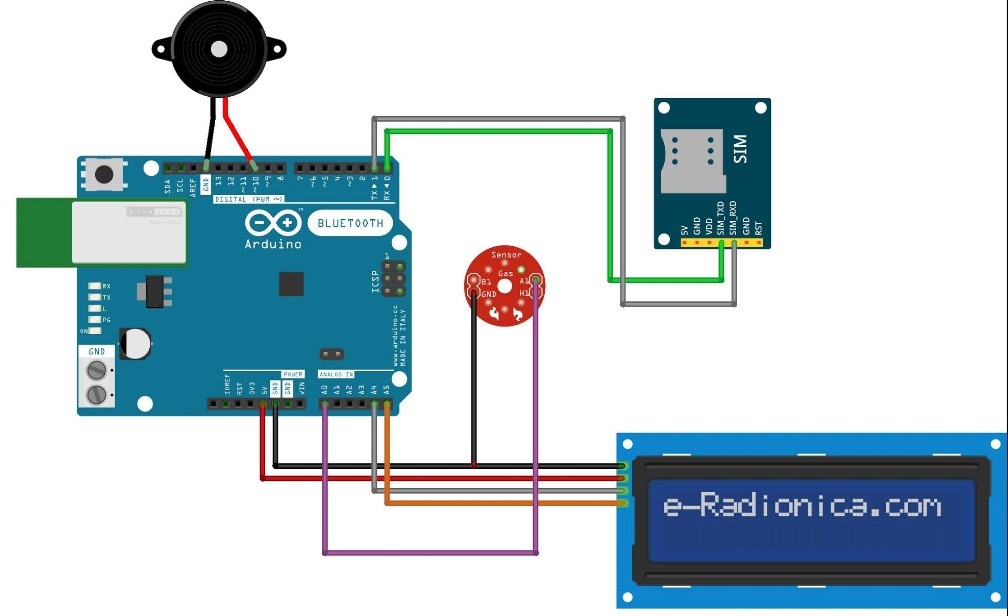 SDA
SCL
AREF
GND
13
12
~11
~10
~9
8
7
~6
~5
4
~3
2
TX ► 1
RX ◄ 0
DIGITAL (PWM ~)
Arduino
TM
BLUETOOTH
ICSP
RX
TX
L
PG
ON
GND
www.arduino.cc
MADE IN ITALY
POWER
ANALOG IN
IOREF
RST
3V3
5V
GND
GND
VIN
A0
A1
A2
A3
A4
A5
Sensor
Gas
B1
GND
A1
H1
SIM
5V
GND
VDD
SIM_TXD
SIM_RXD
GND
RST
e-Radionica.com